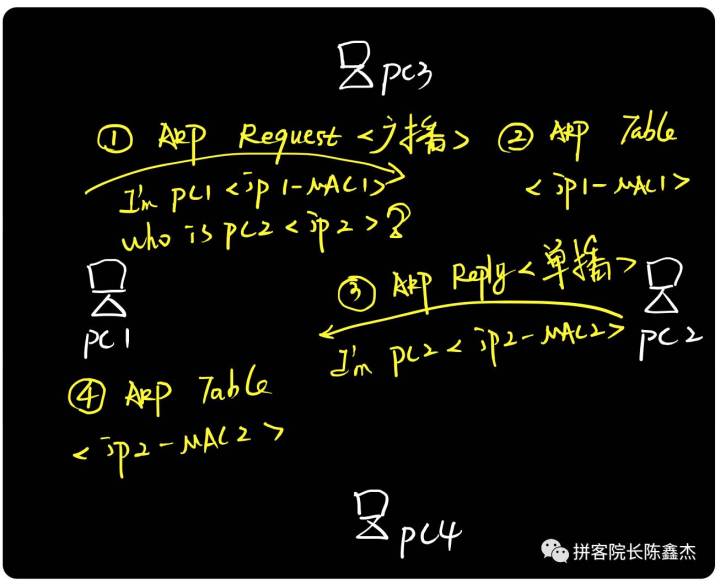 PC3
① ARP Request <广播>
② ARP Table
I'm PC1 <ip1-MAC1>
<ip1-MAC1>
who is PC2 <ip2>?
③ ARP Reply <单播>
PC1
I'm PC2 <ip2-MAC2>
PC2
④ ARP Table
<ip2-MAC2>
PC4
拼客院长陈鑫杰